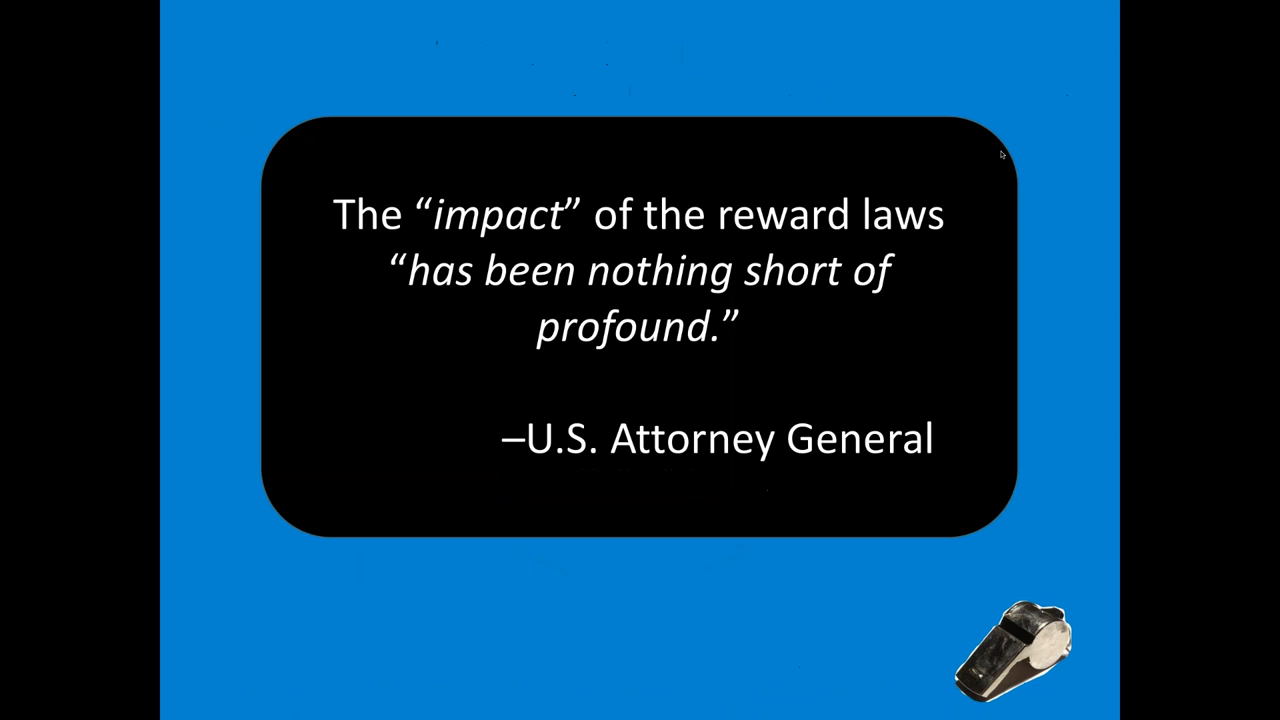 The “impact” of the reward laws
“has been nothing short of
profound.”
–U.S. Attorney General